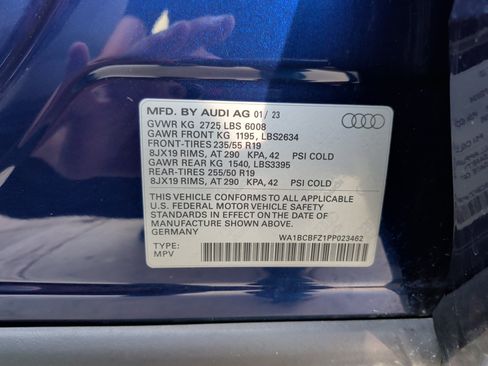 MFD. BY AUDI AG 01/ 23
GVWR KG 2725 LBS 6008
GAWR FRONT KG 1195, LBS2634
FRONT-TIRES 235/55 R19
8JX19 RIMS, AT 290 KPA, 42 PSI COLD
GAWR REAR KG 1540, LBS3395
REAR-TIRES 255/50 R19
8JX19 RIMS, AT 290 KPA, 42 PSI COLD
THIS VEHICLE CONFORMS TO ALL APPLICABLE
U.S. FEDERAL MOTOR VEHICLE SAFETY
STANDARDS IN EFFECT ON THE DATE OF
MANUFACTURE SHOWN ABOVE.
GERMANY
WA1BCBFZ1PP023462
TYPE:
MPV